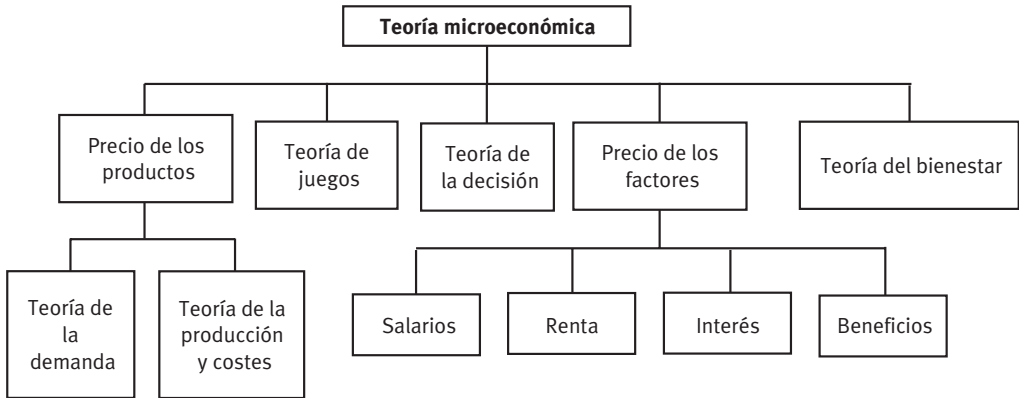 Teoría microeconómica
Precio de los
productos
Teoría de
juegos
Teoría de
la decisión
Precio de los
factores
Teoría del bienestar
Teoría de
la
demanda
Teoría de la
producción
y costes
Salarios
Renta
Interés
Beneficios